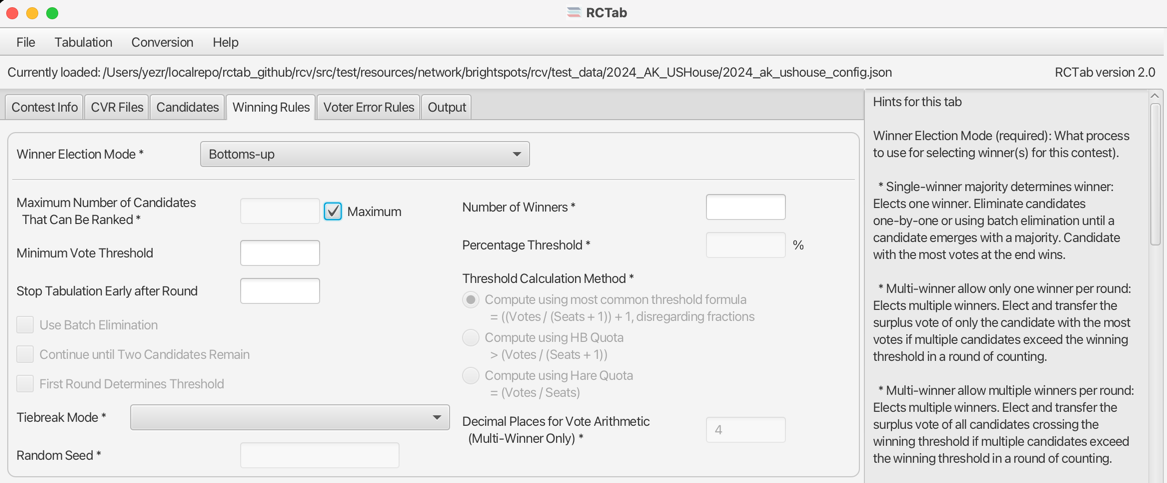 RCTab
File Tabulation Conversion Help
Currently loaded: /Users/yezr/localrepo/rctab_github/rcv/src/test/resources/network/brightspots/rcv/test_data/2024_AK_USHouse/2024_ak_ushouse_config.json RCTab version 2.0
Contest Info CVR Files Candidates Winning Rules Voter Error Rules Output
Winner Election Mode * Bottoms-up
Maximum Number of Candidates
That Can Be Ranked * Maximum
Minimum Vote Threshold
Stop Tabulation Early after Round
Use Batch Elimination
Continue until Two Candidates Remain
First Round Determines Threshold
Tiebreak Mode *
Random Seed *
Number of Winners *
Percentage Threshold * %
Threshold Calculation Method *
Compute using most common threshold formula
= ((Votes / (Seats + 1)) + 1, disregarding fractions
Compute using HB Quota
> (Votes / (Seats + 1))
Compute using Hare Quota
= (Votes / Seats)
Decimal Places for Vote Arithmetic
(Multi-Winner Only) * 4
Hints for this tab
Winner Election Mode (required): What process
to use for selecting winner(s) for this contest).
* Single-winner majority determines winner:
Elects one winner. Eliminate candidates
one-by-one or using batch elimination until a
candidate emerges with a majority. Candidate
with the most votes at the end wins.
* Multi-winner allow only one winner per round:
Elects multiple winners. Elect and transfer the
surplus vote of only the candidate with the most
votes if multiple candidates exceed the winning
threshold in a round of counting.
* Multi-winner allow multiple winners per round:
Elects multiple winners. Elect and transfer the
surplus vote of all candidates crossing the
winning threshold if multiple candidates exceed
the winning threshold in a round of counting.